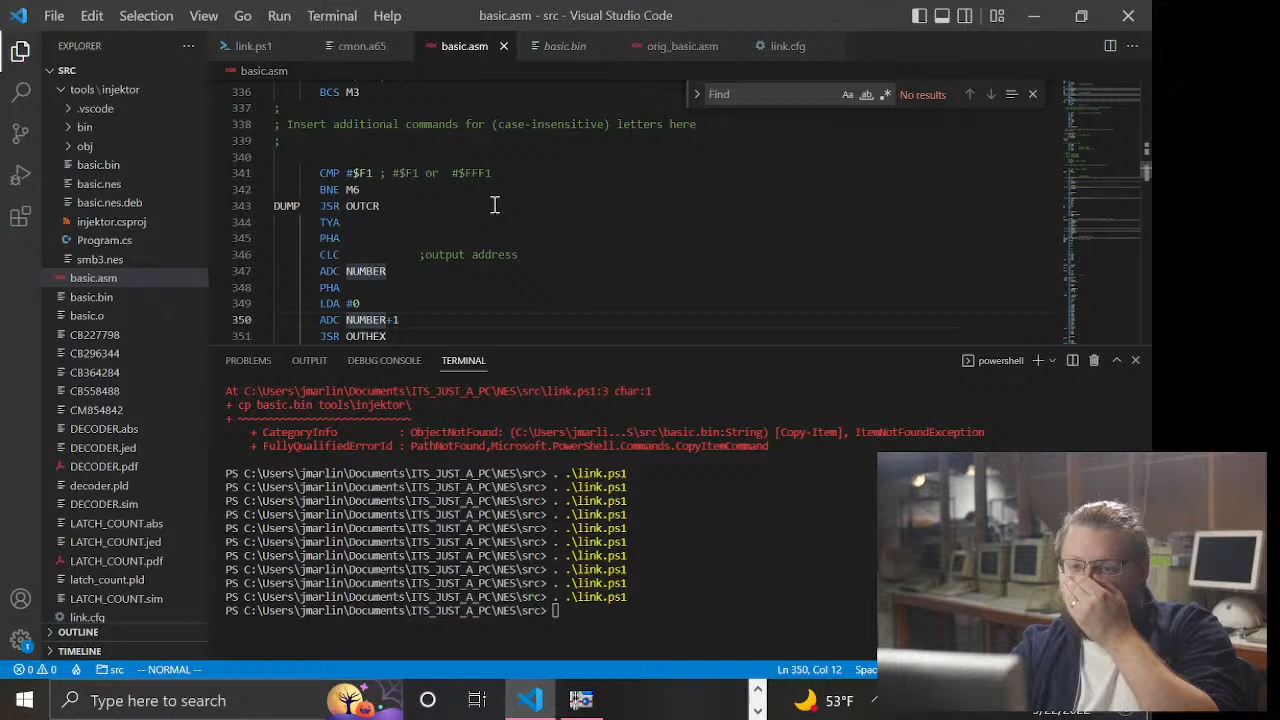 File Edit Selection View Go Run Terminal Help basic.asm - src - Visual Studio Code
EXPLORER
link.ps1 cmon.a65 basic.asm basic.bin orig_basic.asm link.cfg
SRC
basic.asm
tools \ injektor
.vscode
bin
obj
basic.bin
basic.nes
basic.nes.deb
injektor.csproj
Program.cs
smb3.nes
basic.asm
basic.bin
basic.o
CB227798
CB296344
CB364284
CB558488
CM854842
DECODER.abs
DECODER.jed
DECODER.pdf
decoder.pld
DECODER.sim
LATCH_COUNT.abs
LATCH_COUNT.jed
LATCH_COUNT.pdf
latch_count.pld
LATCH_COUNT.sim
link.cfg
OUTLINE
TIMELINE
Find Aa ab No results
336 BCS M3
337 ;
338 ; Insert additional commands for (case-insensitive) letters here
339 ;
340
341 CMP #$F1 ; #$F1 or #$FFF1
342 BNE M6
343 DUMP JSR OUTCR
344 TYA
345 PHA
346 CLC ;output address
347 ADC NUMBER
348 PHA
349 LDA #0
350 ADC NUMBER+1
351 JSR OUTHEX
PROBLEMS OUTPUT DEBUG CONSOLE TERMINAL powershell
At C:\Users\jmarlin\Documents\ITS_JUST_A_PC\NES\src\link.ps1:3 char:1
+ cp basic.bin tools\injektor\
+ ~~~~~~~~~~~~~~~~~~~~~~~~~~~~
+ CategoryInfo : ObjectNotFound: (C:\Users\jmarli...S\src\basic.bin:String) [Copy-Item], ItemNotFoundException
+ FullyQualifiedErrorId : PathNotFound,Microsoft.PowerShell.Commands.CopyItemCommand
PS C:\Users\jmarlin\Documents\ITS_JUST_A_PC\NES\src> . .\link.ps1
PS C:\Users\jmarlin\Documents\ITS_JUST_A_PC\NES\src> . .\link.ps1
PS C:\Users\jmarlin\Documents\ITS_JUST_A_PC\NES\src> . .\link.ps1
PS C:\Users\jmarlin\Documents\ITS_JUST_A_PC\NES\src> . .\link.ps1
PS C:\Users\jmarlin\Documents\ITS_JUST_A_PC\NES\src> . .\link.ps1
PS C:\Users\jmarlin\Documents\ITS_JUST_A_PC\NES\src> . .\link.ps1
PS C:\Users\jmarlin\Documents\ITS_JUST_A_PC\NES\src> . .\link.ps1
PS C:\Users\jmarlin\Documents\ITS_JUST_A_PC\NES\src> . .\link.ps1
PS C:\Users\jmarlin\Documents\ITS_JUST_A_PC\NES\src> . .\link.ps1
PS C:\Users\jmarlin\Documents\ITS_JUST_A_PC\NES\src> . .\link.ps1
PS C:\Users\jmarlin\Documents\ITS_JUST_A_PC\NES\src>
0 0 src -- NORMAL -- Ln 350, Col 12
Type here to search 53°F